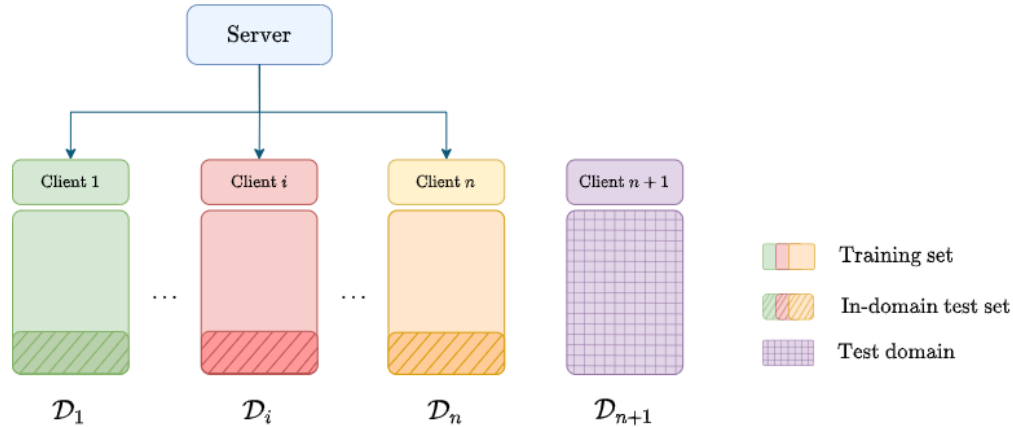 Server
Client 1
Client i
Client n
Client n + 1
...
...
Training set
In-domain test set
Test domain
𝒟₁
𝒟ᵢ
𝒟ₙ
𝒟ₙ₊₁